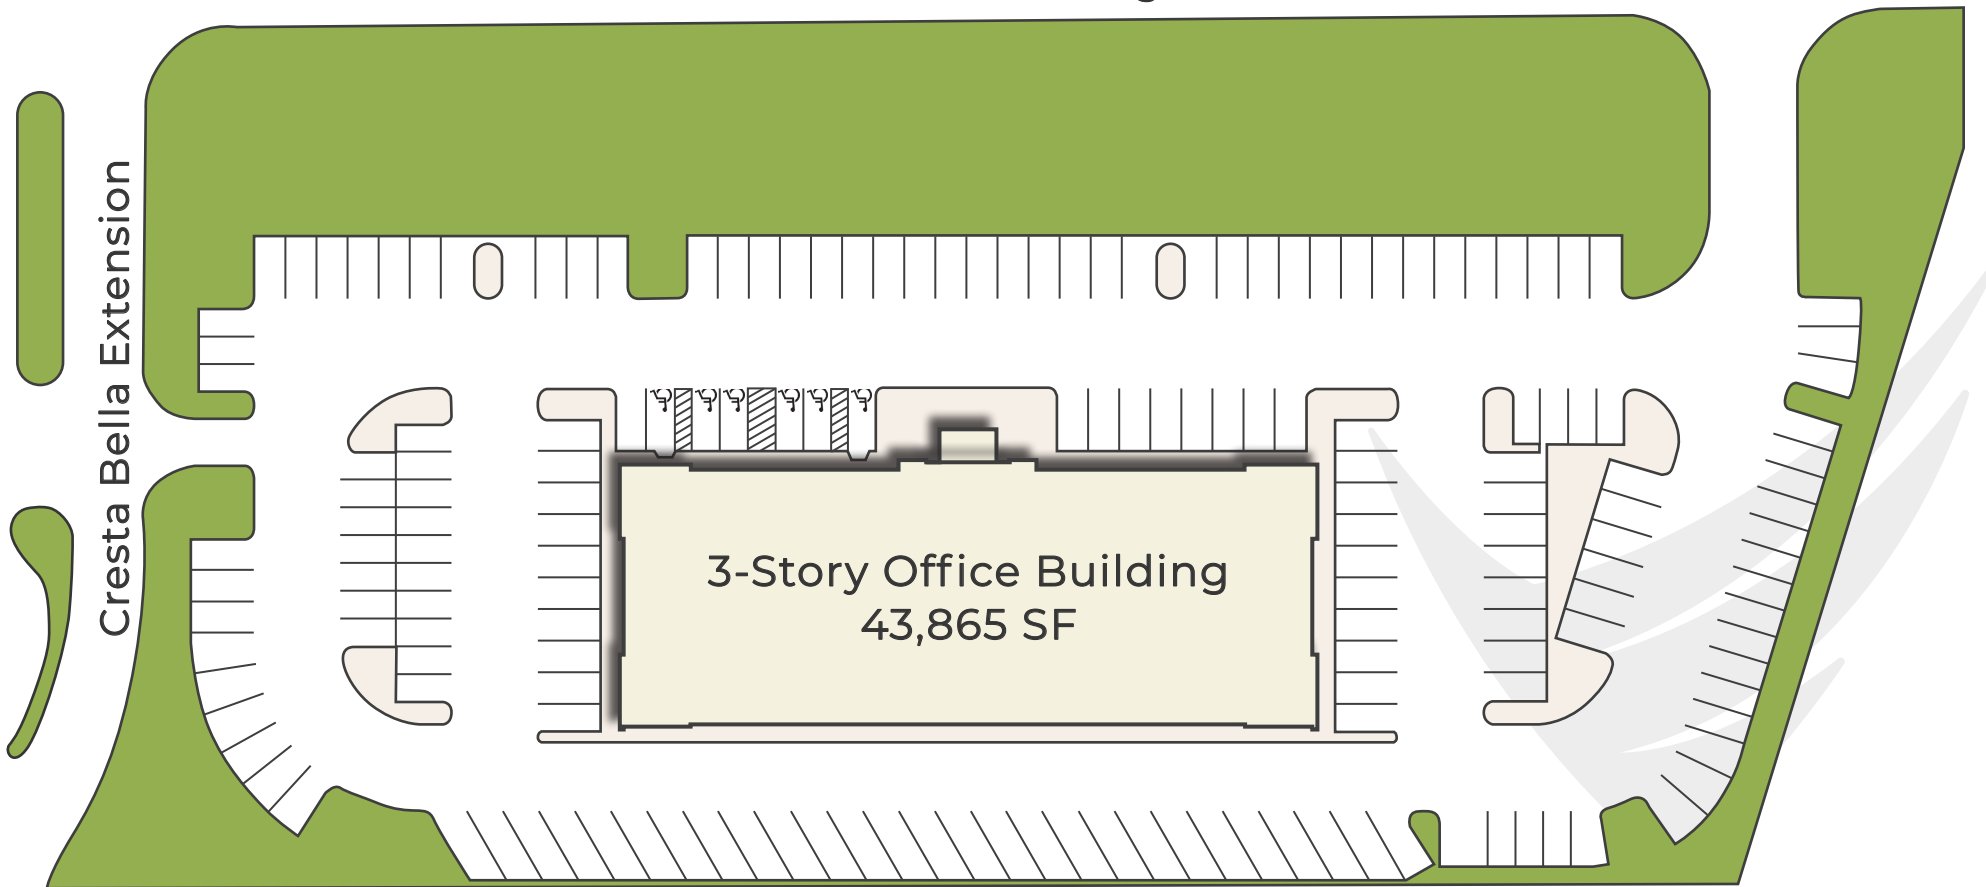 Cresta Bella Extension
3-Story Office Building
43,865 SF